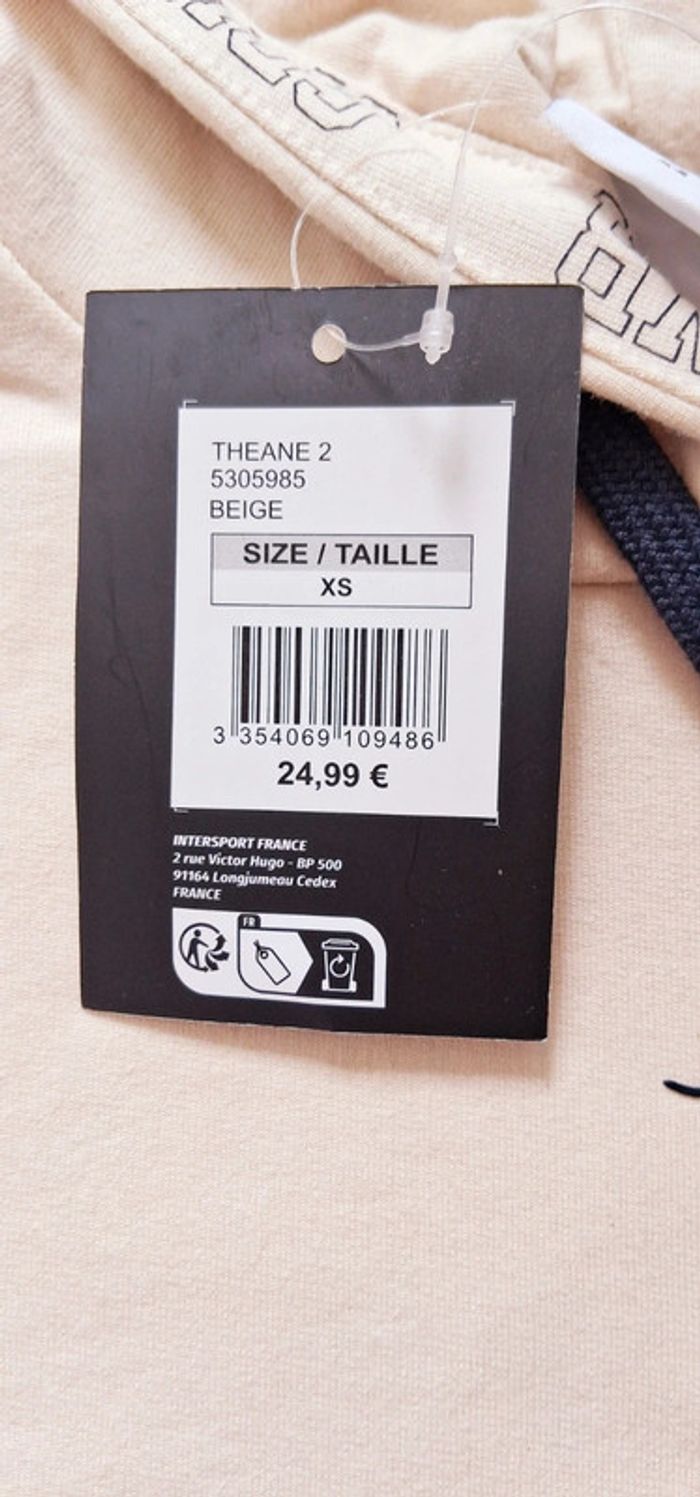 THEANE 2
5305985
BEIGE
SIZE / TAILLE
XS
3 354069 109486
24,99 €
INTERSPORT FRANCE
2 rue Victor Hugo - BP 500
91164 Longjumeau Cedex
FRANCE
FR